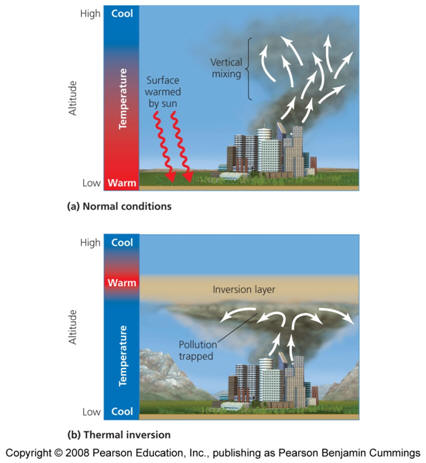 High
Cool
Altitude
Temperature
Surface
warmed
by sun
Vertical
mixing
Low
Warm
(a) Normal conditions
High
Cool
Warm
Inversion layer
Altitude
Temperature
Pollution
trapped
Low
Cool
(b) Thermal inversion
Copyright © 2008 Pearson Education, Inc., publishing as Pearson Benjamin Cummings